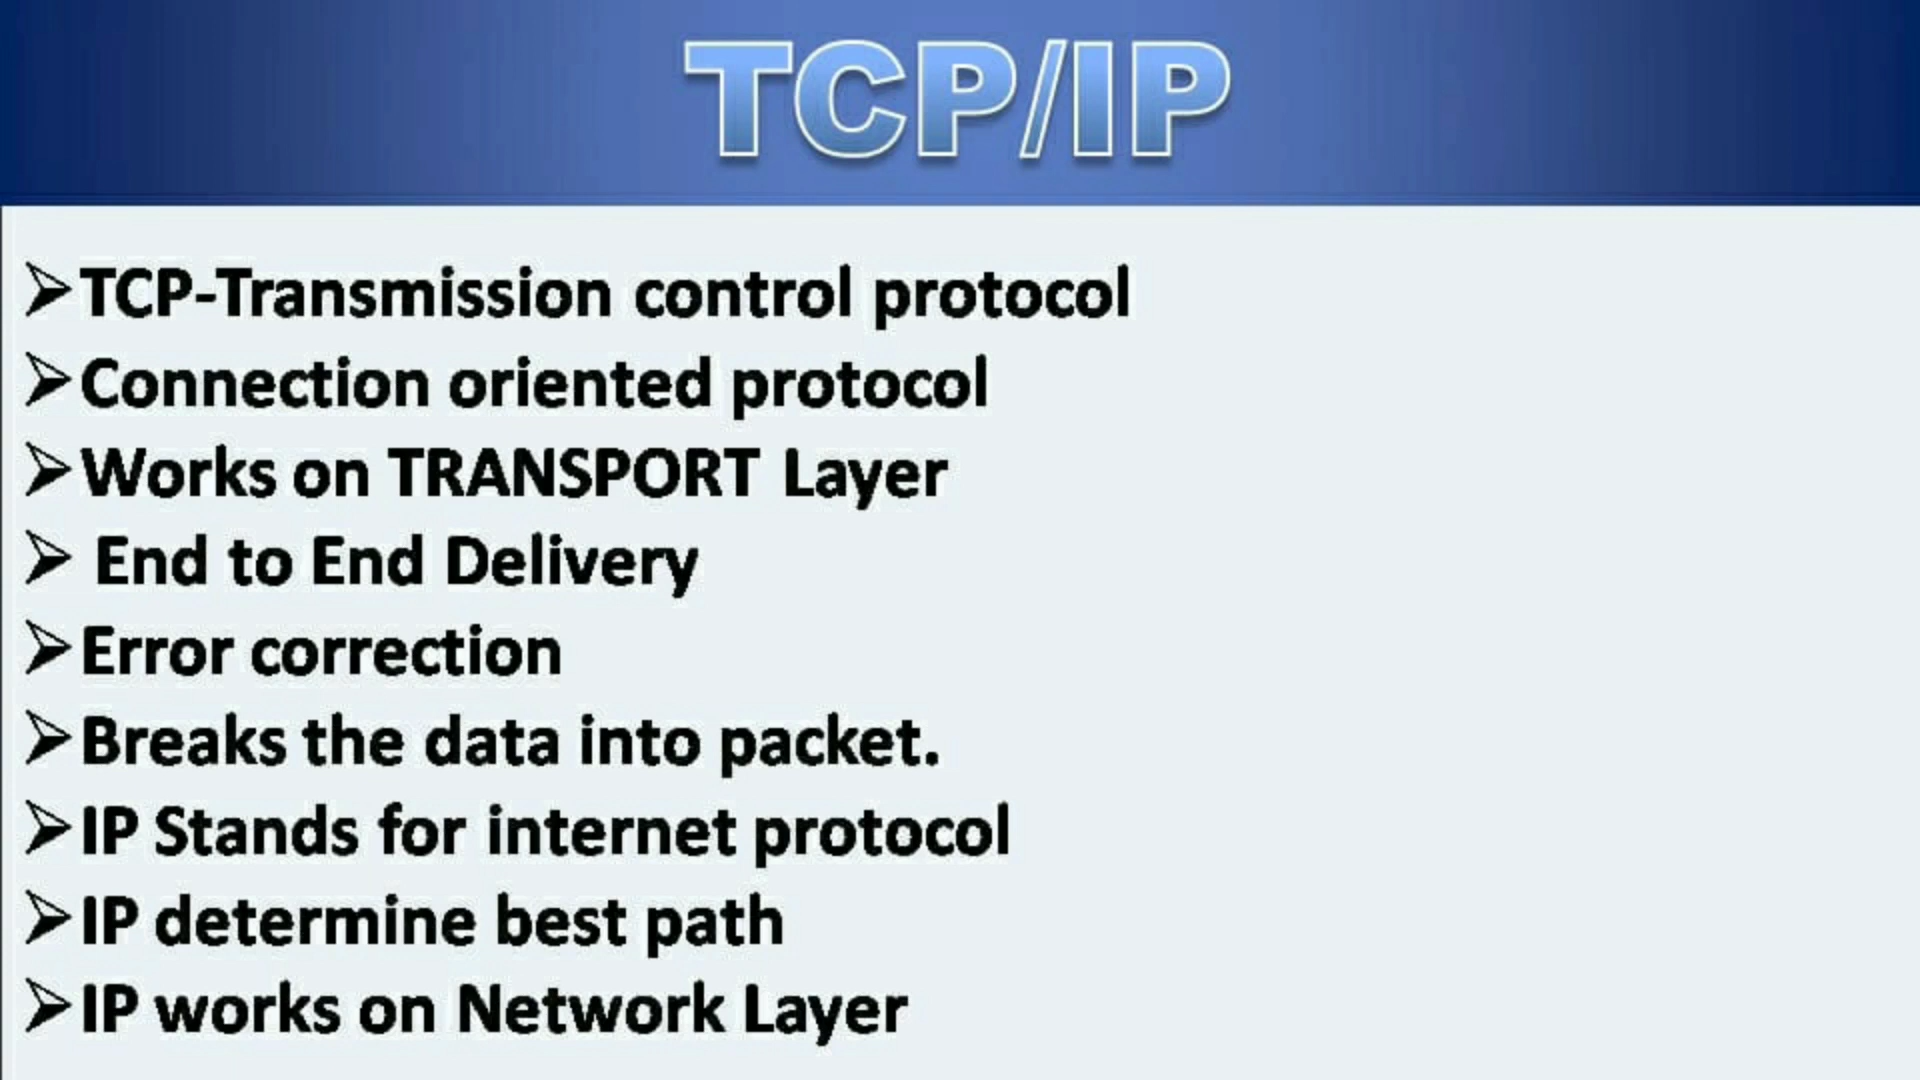 TCP/IP
➢TCP-Transmission control protocol
➢Connection oriented protocol
➢Works on TRANSPORT Layer
➢ End to End Delivery
➢Error correction
➢Breaks the data into packet.
➢IP Stands for internet protocol
➢IP determine best path
➢IP works on Network Layer